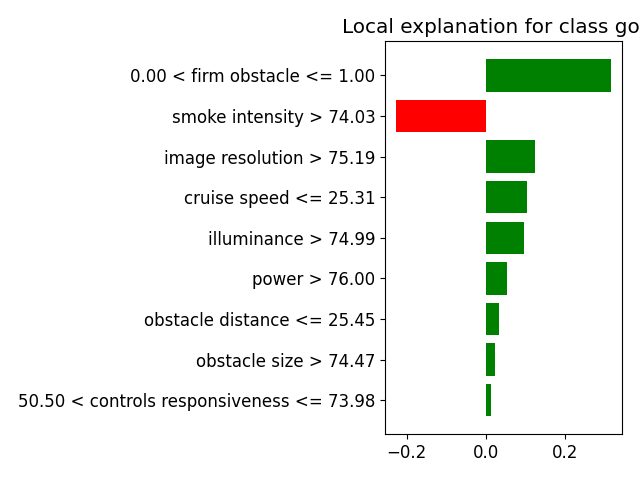 Local explanation for class go
0.00 < firm obstacle <= 1.00
smoke intensity > 74.03
image resolution > 75.19
cruise speed <= 25.31
illuminance > 74.99
power > 76.00
obstacle distance <= 25.45
obstacle size > 74.47
50.50 < controls responsiveness <= 73.98
−0.2 0.0 0.2